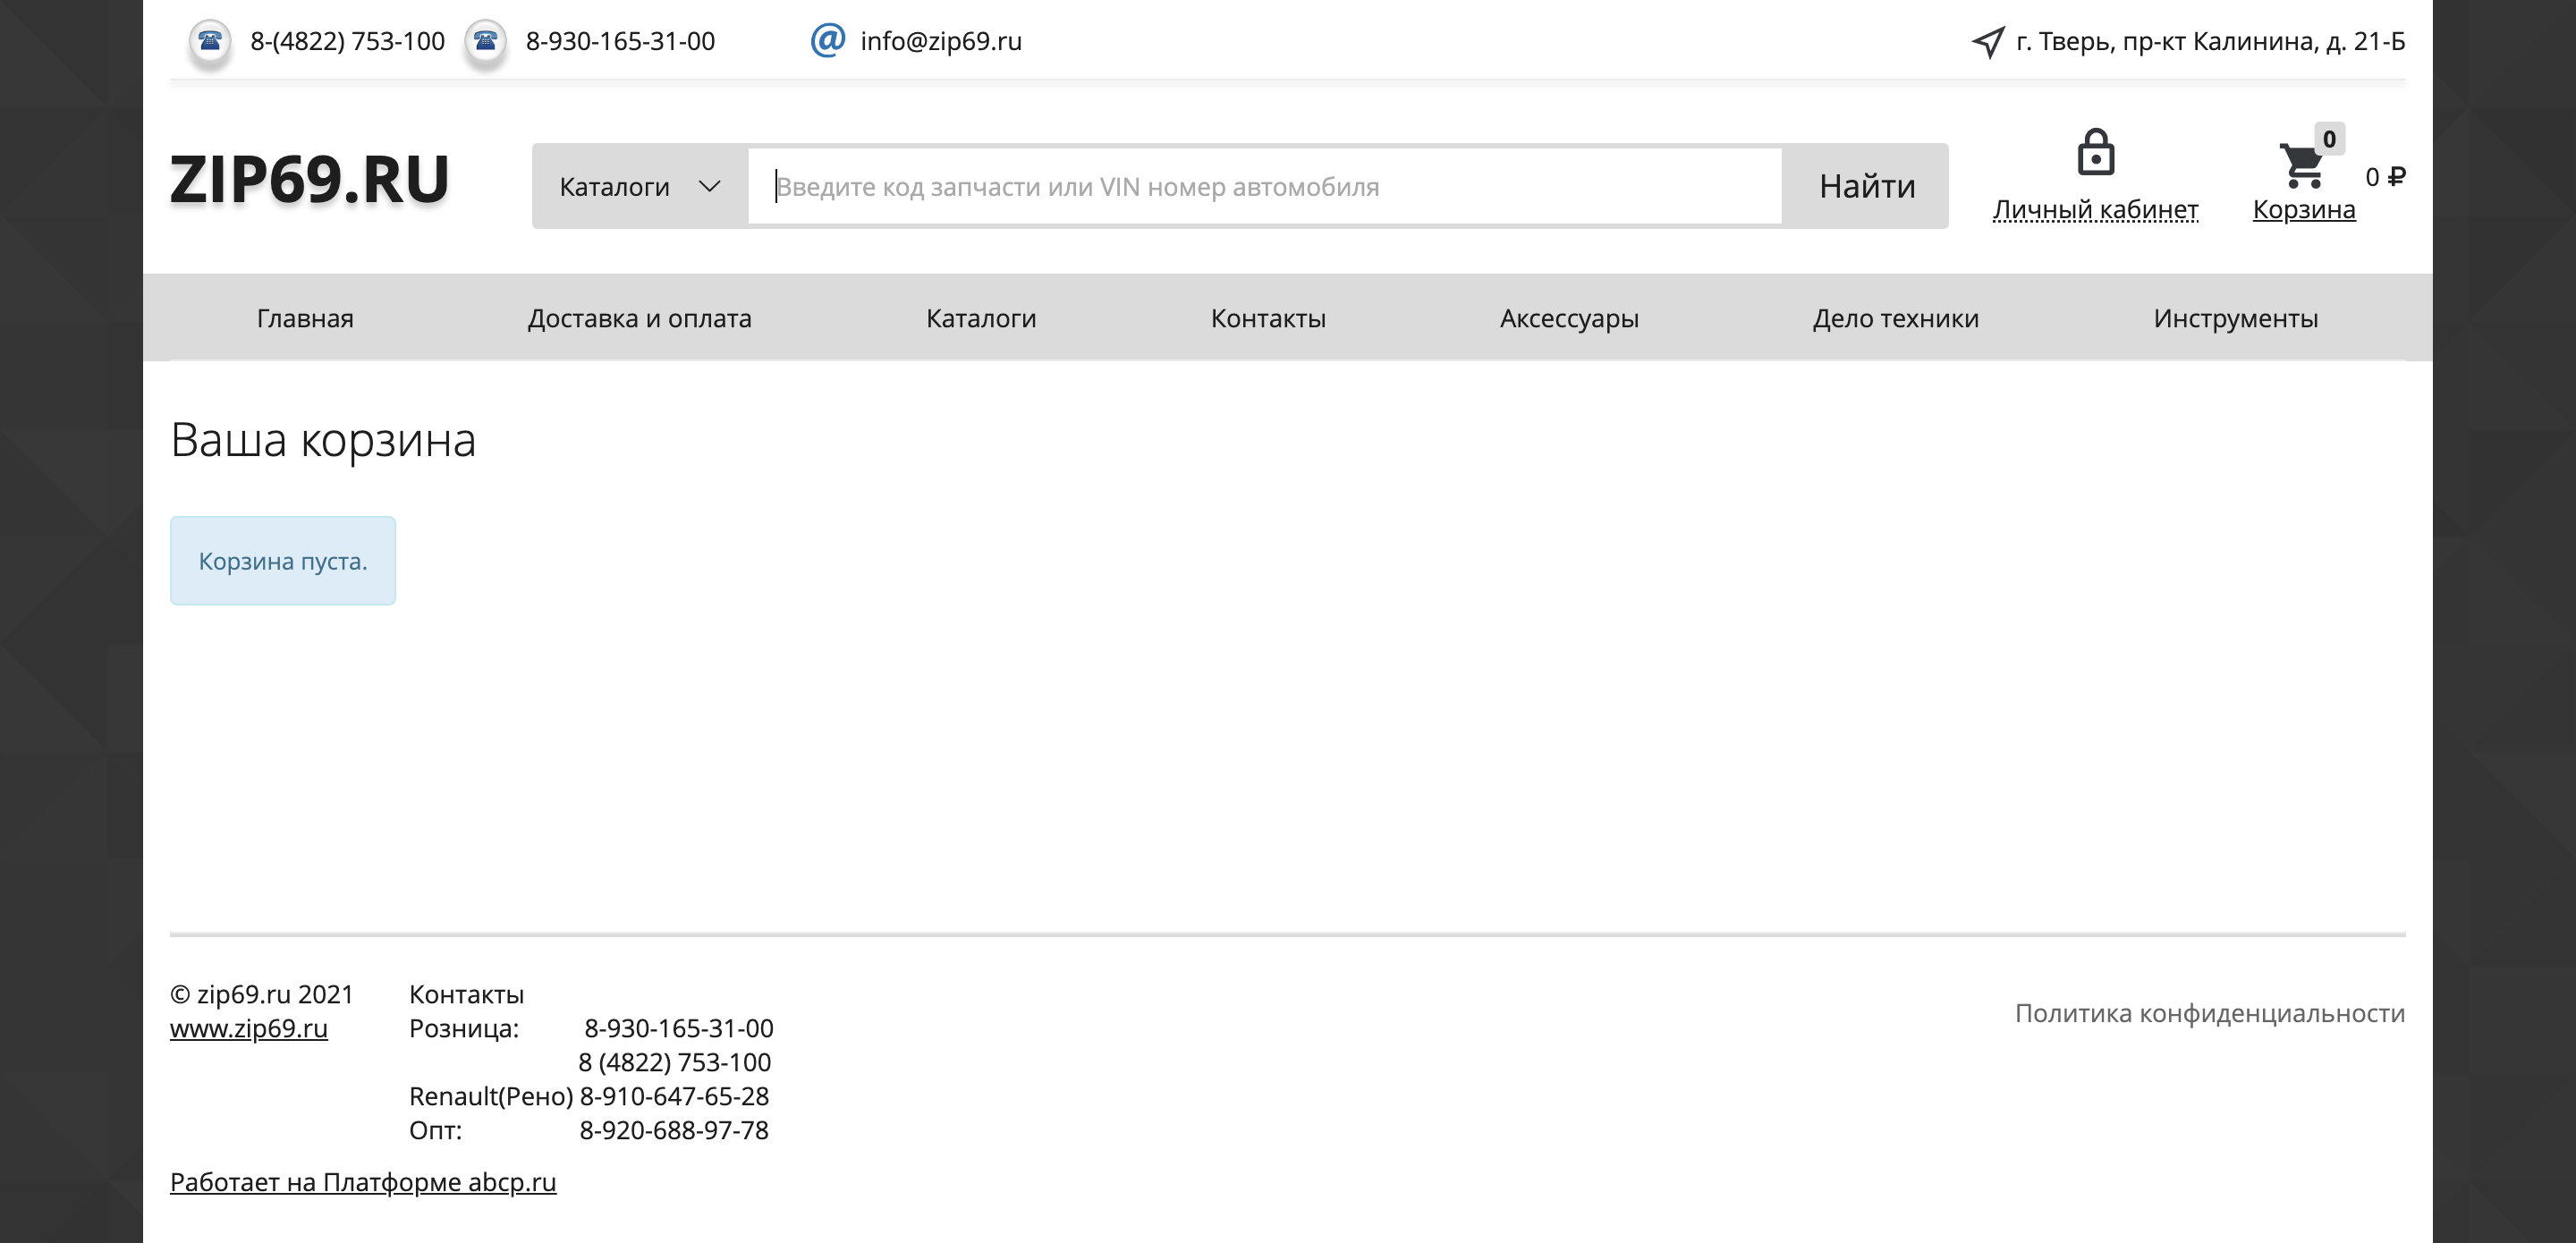 8-(4822) 753-100 8-930-165-31-00 info@zip69.ru г. Тверь, пр-кт Калинина, д. 21-Б
ZIP69.RU Каталоги Введите код запчасти или VIN номер автомобиля Найти Личный кабинет 0 Корзина 0 ₽
Главная Доставка и оплата Каталоги Контакты Аксессуары Дело техники Инструменты
Ваша корзина
Корзина пуста.
© zip69.ru 2021
www.zip69.ru
Контакты
Розница: 8-930-165-31-00
8 (4822) 753-100
Renault(Рено) 8-910-647-65-28
Опт: 8-920-688-97-78
Политика конфиденциальности
Работает на Платформе abcp.ru